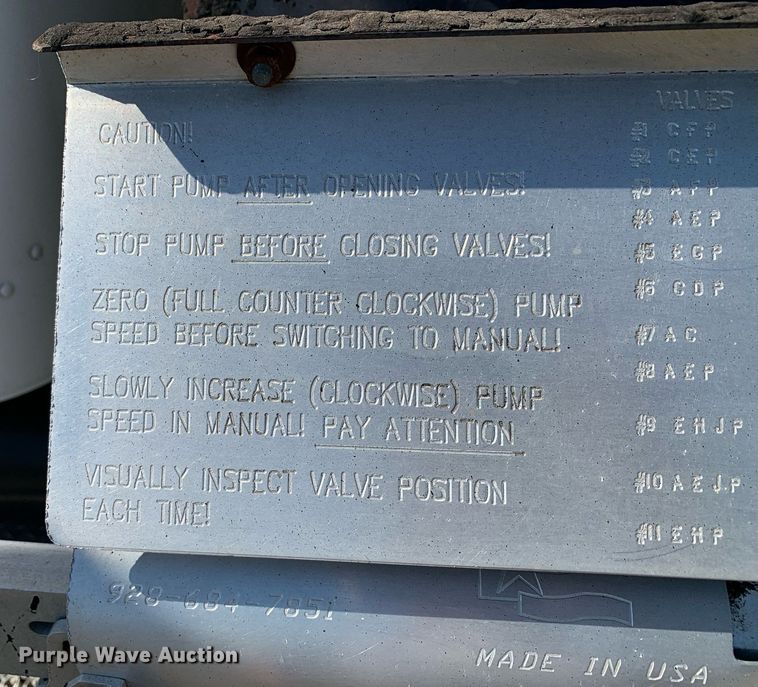 CAUTION!
START PUMP AFTER OPENING VALVES!
STOP PUMP BEFORE CLOSING VALVES!
ZERO (FULL COUNTER CLOCKWISE) PUMP
SPEED BEFORE SWITCHING TO MANUAL!
SLOWLY INCREASE (CLOCKWISE) PUMP
SPEED IN MANUAL! PAY ATTENTION
VISUALLY INSPECT VALVE POSITION
EACH TIME!
VALVES
#1 C F P
#2 C E P
#3 A F P
#4 A E P
#5 E G P
#6 C D P
#7 A C
#8 A E P
#9 E H J P
#10 A E J P
#11 E H P
928-684-7851
MADE IN USA
Purple Wave Auction